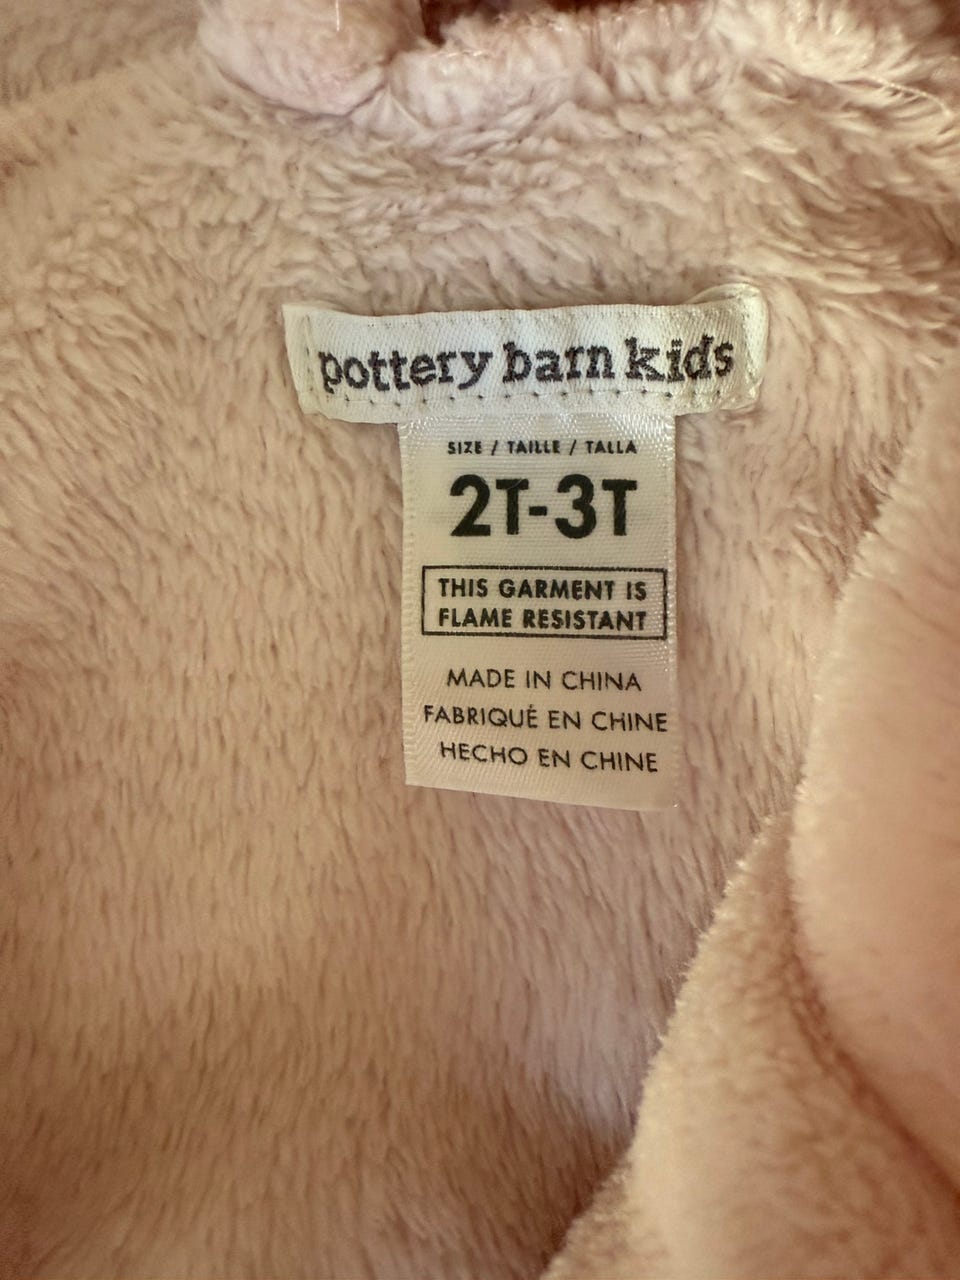 pottery barn kids
SIZE / TAILLE / TALLA
2T-3T
THIS GARMENT IS
FLAME RESISTANT
MADE IN CHINA
FABRIQUÉ EN CHINE
HECHO EN CHINE